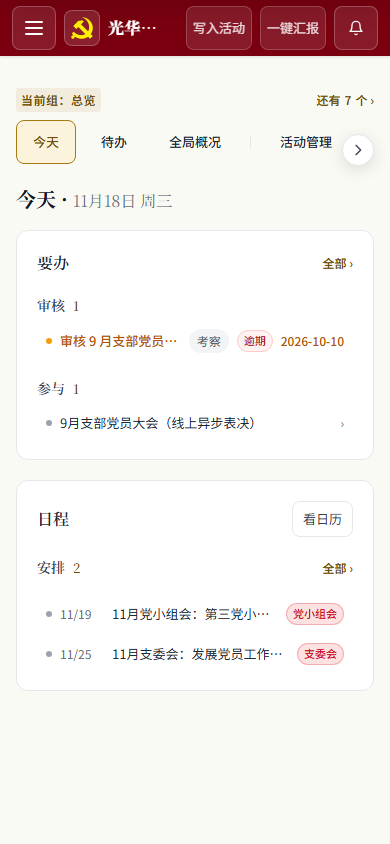 光华…
写入活动
一键汇报
当前组：总览
还有 7 个 ›
今天
待办
全局概况
活动管理
今天 · 11月18日 周三
要办
全部 ›
审核 1
审核 9 月支部党员… 考察 逾期 2026-10-10
参与 1
9月支部党员大会（线上异步表决） ›
日程
看日历
安排 2
全部 ›
11/19 11月党小组会：第三党小… 党小组会
11/25 11月支委会：发展党员工作… 支委会